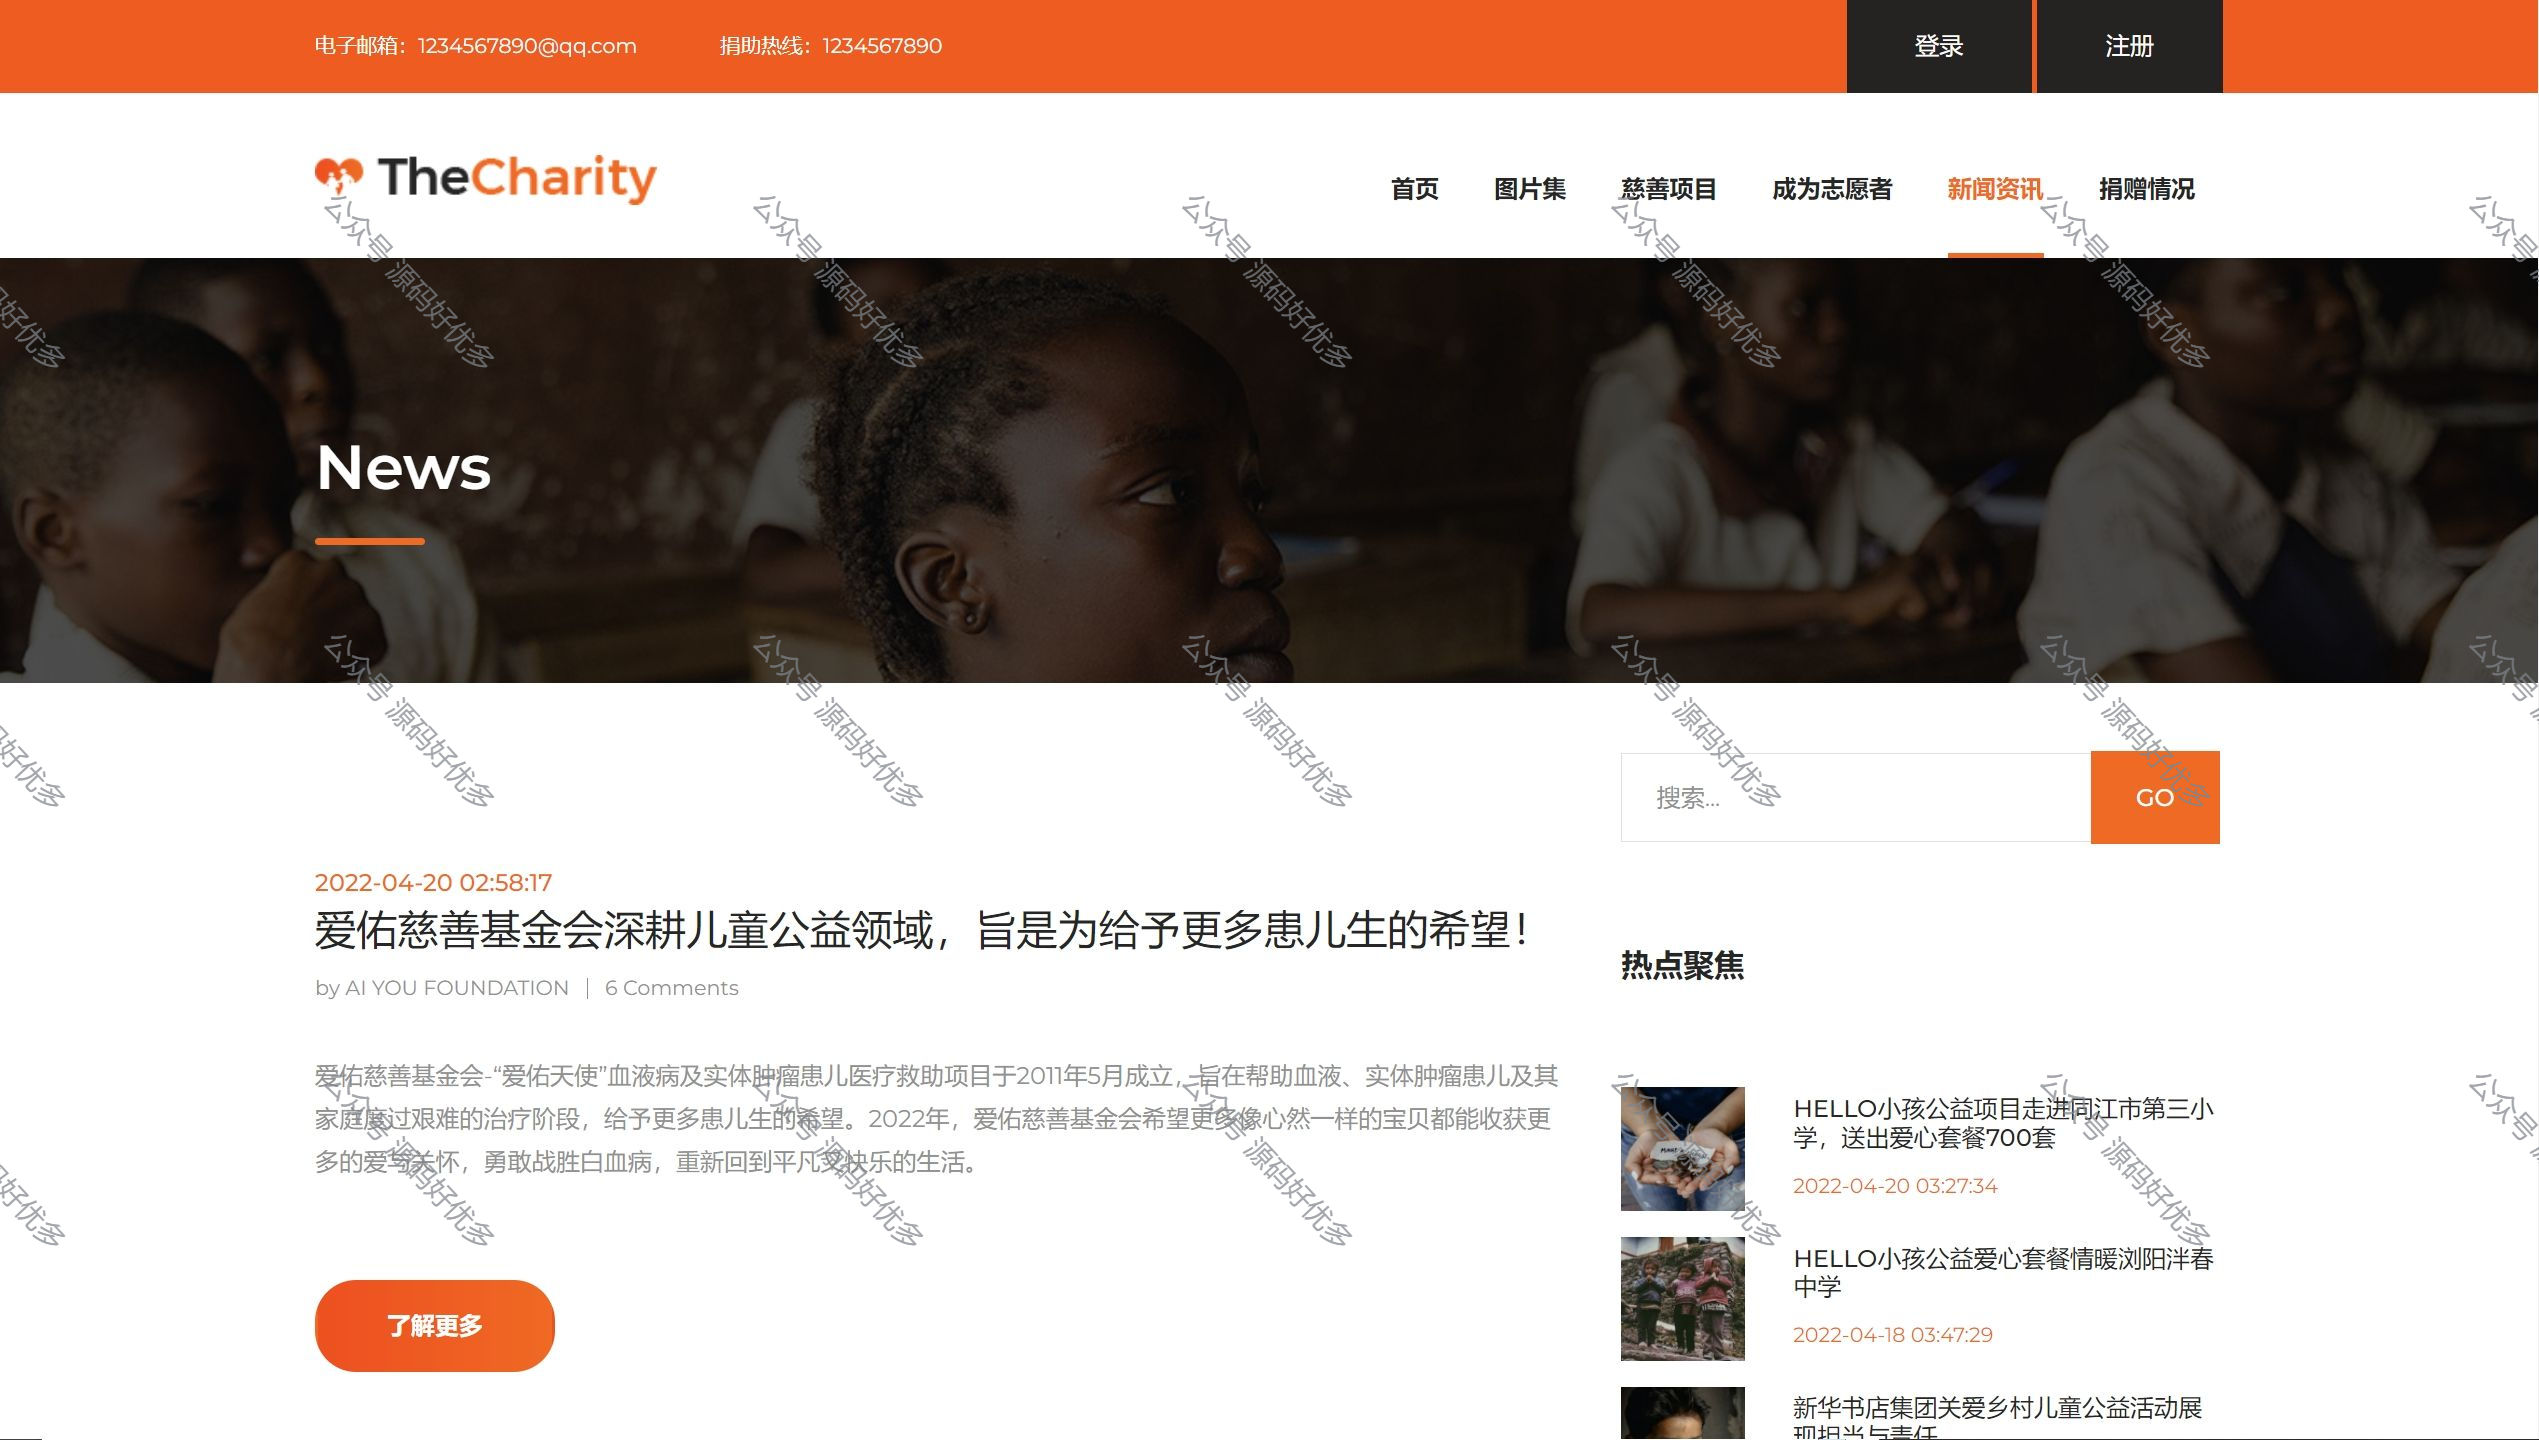 电子邮箱：1234567890@qq.com
捐助热线：1234567890
登录
注册
TheCharity
首页
图片集
慈善项目
成为志愿者
新闻资讯
捐赠情况
News
搜索...
GO
2022-04-20 02:58:17
爱佑慈善基金会深耕儿童公益领域，旨是为给予更多患儿生的希望！
by AI YOU FOUNDATION | 6 Comments
爱佑慈善基金会-“爱佑天使”血液病及实体肿瘤患儿医疗救助项目于2011年5月成立，旨在帮助血液、实体肿瘤患儿及其
家庭度过艰难的治疗阶段，给予更多患儿生的希望。2022年，爱佑慈善基金会希望更多像心然一样的宝贝都能收获更
多的爱与关怀，勇敢战胜白血病，重新回到平凡又快乐的生活。
了解更多
热点聚焦
HELLO小孩公益项目走进同江市第三小
学，送出爱心套餐700套
2022-04-20 03:27:34
HELLO小孩公益爱心套餐情暖浏阳泮春
中学
2022-04-18 03:47:29
新华书店集团关爱乡村儿童公益活动展
现担当与责任
公众号 源码好优多